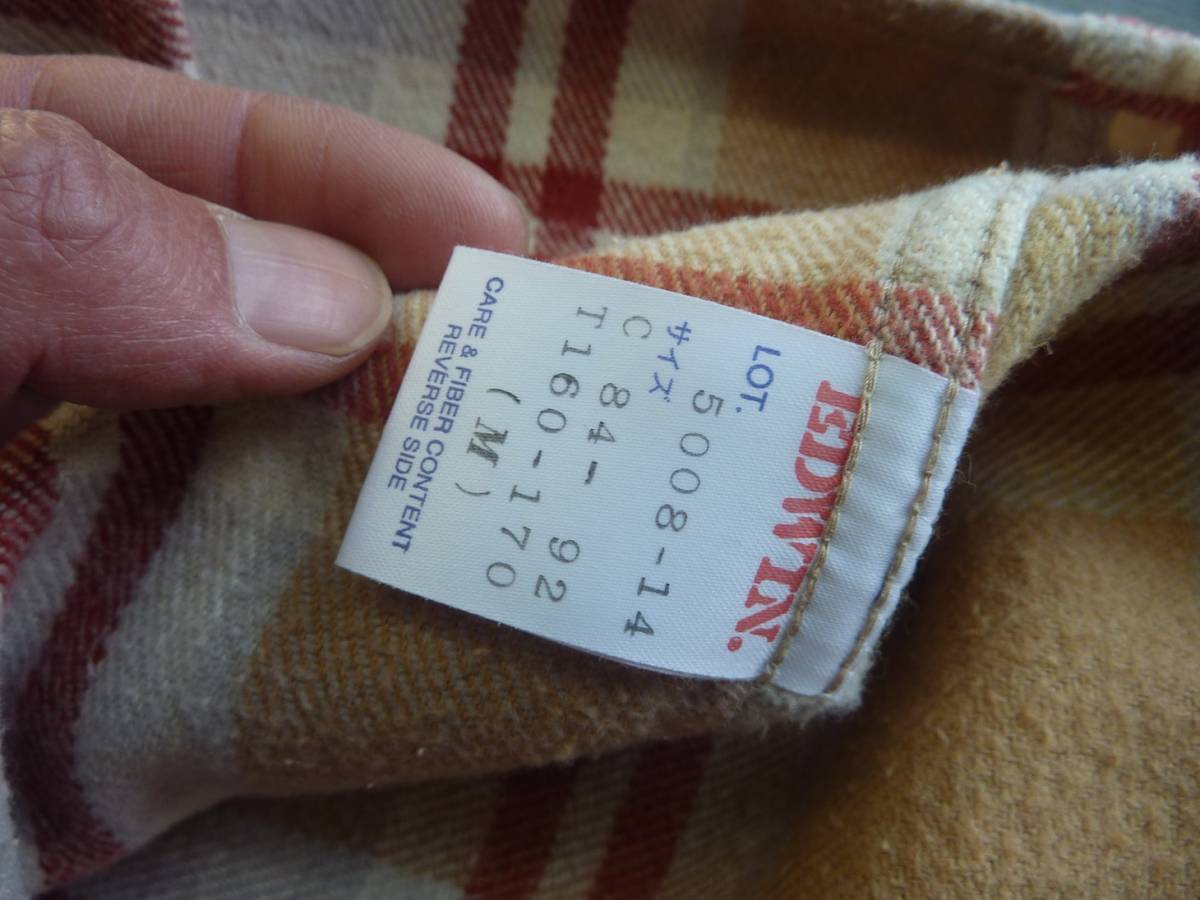 EDWIN.
LOT.
5008-14
サイズ
C 84- 92
T160-170
(M)
CARE & FIBER CONTENT
REVERSE SIDE